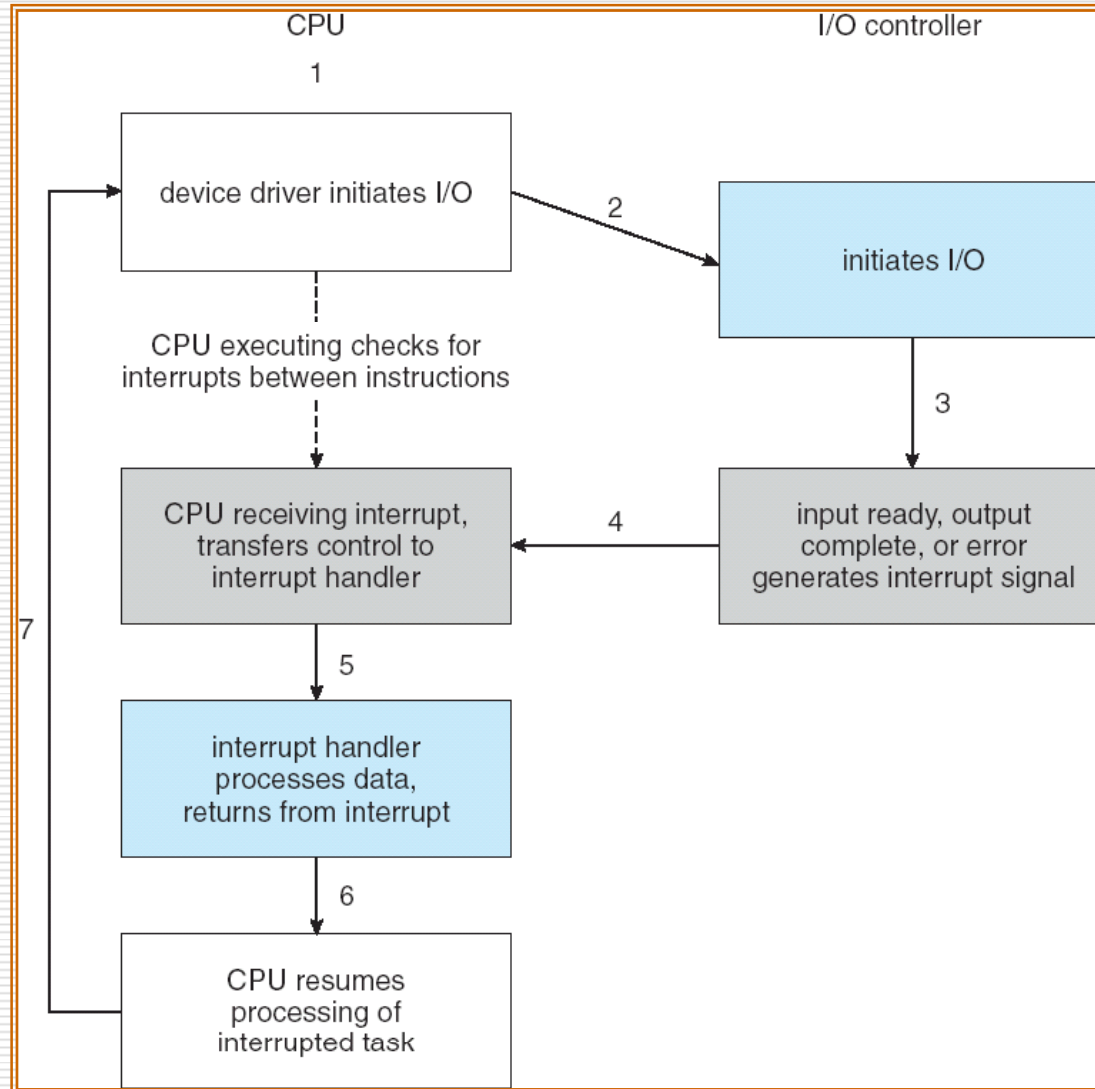 CPU
I/O controller
1
device driver initiates I/O
2
initiates I/O
CPU executing checks for
interrupts between instructions
3
CPU receiving interrupt,
transfers control to
interrupt handler
4
input ready, output
complete, or error
generates interrupt signal
7
5
interrupt handler
processes data,
returns from interrupt
6
CPU resumes
processing of
interrupted task